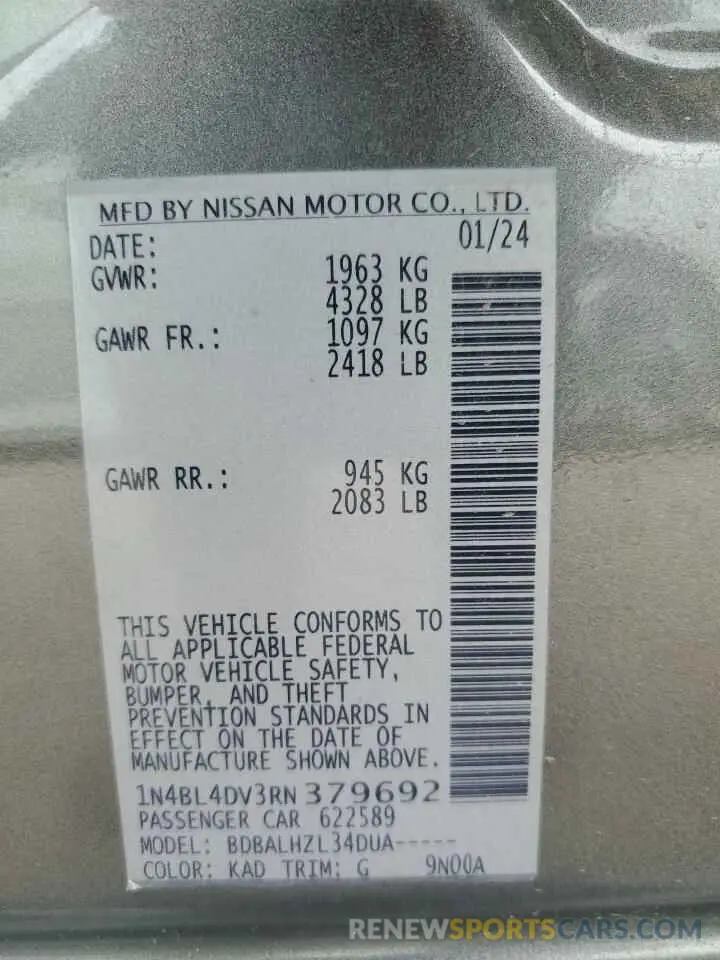 MFD BY NISSAN MOTOR CO., LTD.
DATE: 01/24
GVWR: 1963 KG
4328 LB
GAWR FR.: 1097 KG
2418 LB
GAWR RR.: 945 KG
2083 LB
THIS VEHICLE CONFORMS TO
ALL APPLICABLE FEDERAL
MOTOR VEHICLE SAFETY,
BUMPER, AND THEFT
PREVENTION STANDARDS IN
EFFECT ON THE DATE OF
MANUFACTURE SHOWN ABOVE.
1N4BL4DV3RN379692
PASSENGER CAR 622589
MODEL: BDBALHZL34DUA-----
COLOR: KAD TRIM: G 9N00A
RENEWSPORTSCARS.COM